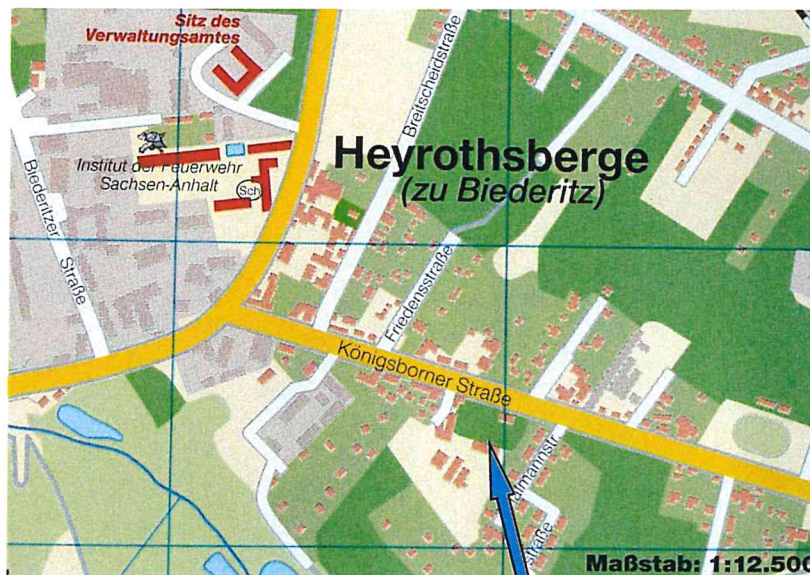 Sitz des
Verwaltungsamtes
Breitscheidstraße
Heyrothsberge
(zu Biederitz)
Institut der Feuerwehr
Sachsen-Anhalt
Sch
Biederitzer
Straße
Friedensstraße
Königsborner Straße
Maßstab: 1:12.500